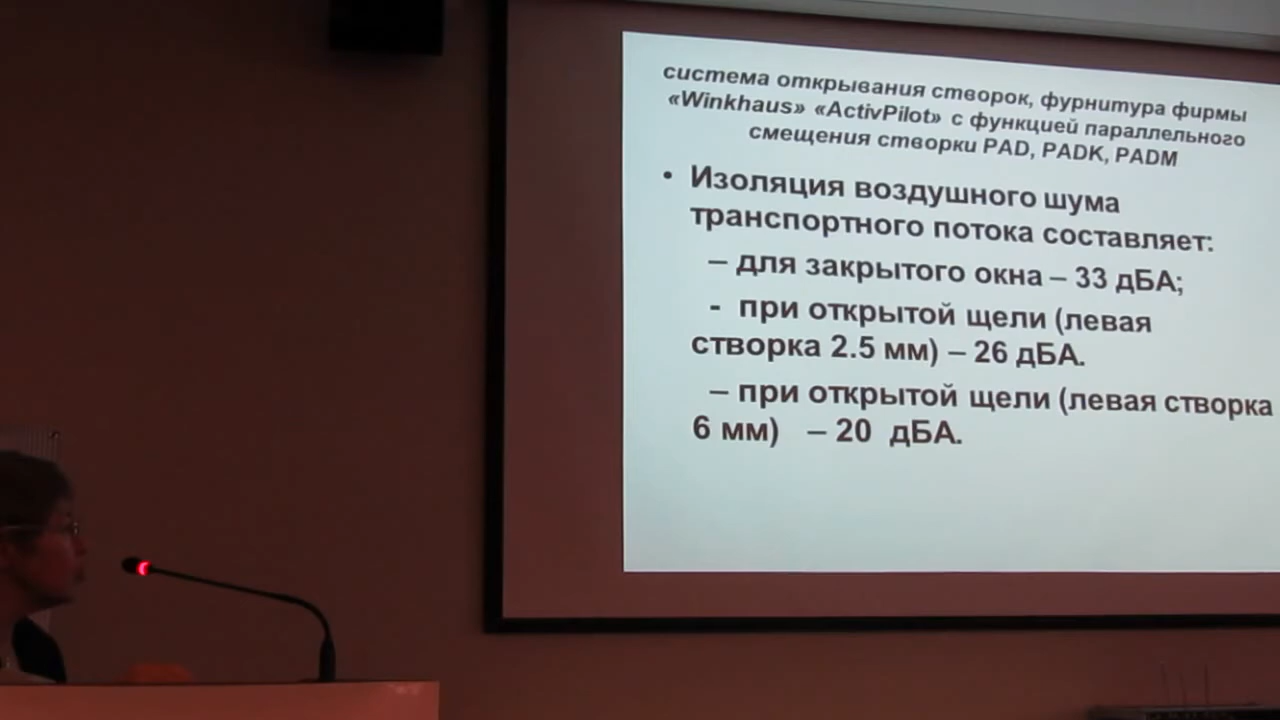 система открывания створок, фурнитура фирмы
«Winkhaus» «ActivPilot» с функцией параллельного
смещения створки PAD, PADK, PADM
• Изоляция воздушного шума
транспортного потока составляет:
– для закрытого окна – 33 дБА;
- при открытой щели (левая
створка 2.5 мм) – 26 дБА.
– при открытой щели (левая створка
6 мм) – 20 дБА.